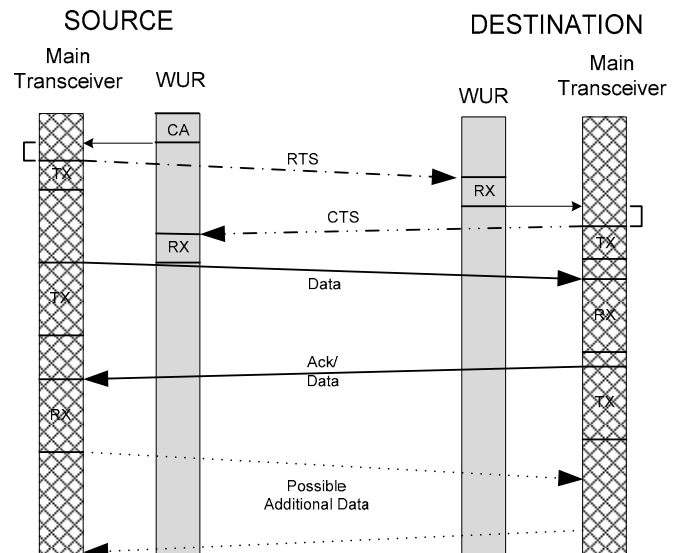 SOURCE
DESTINATION
Main
Transceiver
WUR
WUR
Main
Transceiver
CA
RTS
TX
RX
CTS
RX
TX
Data
TX
RX
Ack/
Data
RX
TX
Possible
Additional Data